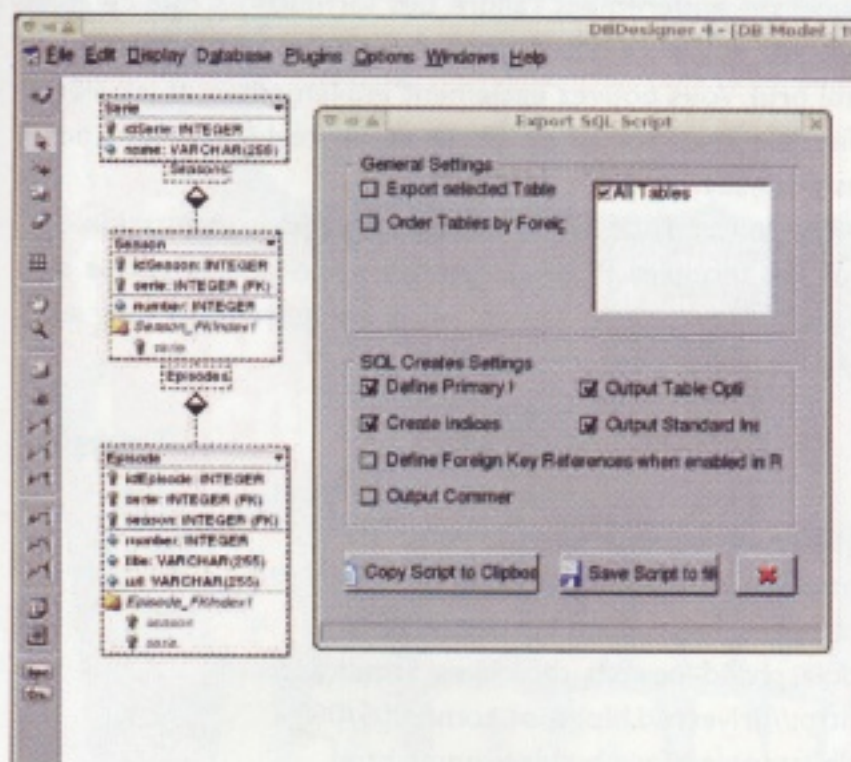 DBDesigner 4 - [DB Model |
File Edit Display Database Plugins Options Windows Help
Serie
idSerie: INTEGER
name: VARCHAR(255)
Seasons
Season
idSeason: INTEGER
serie: INTEGER (FK)
number: INTEGER
Season_FKIndex1
serie
Episodes
Episode
idEpisode: INTEGER
serie: INTEGER (FK)
season: INTEGER (FK)
number: INTEGER
title: VARCHAR(255)
url: VARCHAR(255)
Episode_FKIndex1
season
serie
Export SQL Script
General Settings
Export selected Table
Order Tables by Foreig
All Tables
SQL Creates Settings
Define Primary
Output Table Opti
Create Indices
Output Standard Ins
Define Foreign Key References when enabled in R
Output Commen
Copy Script to Clipboa
Save Script to fil